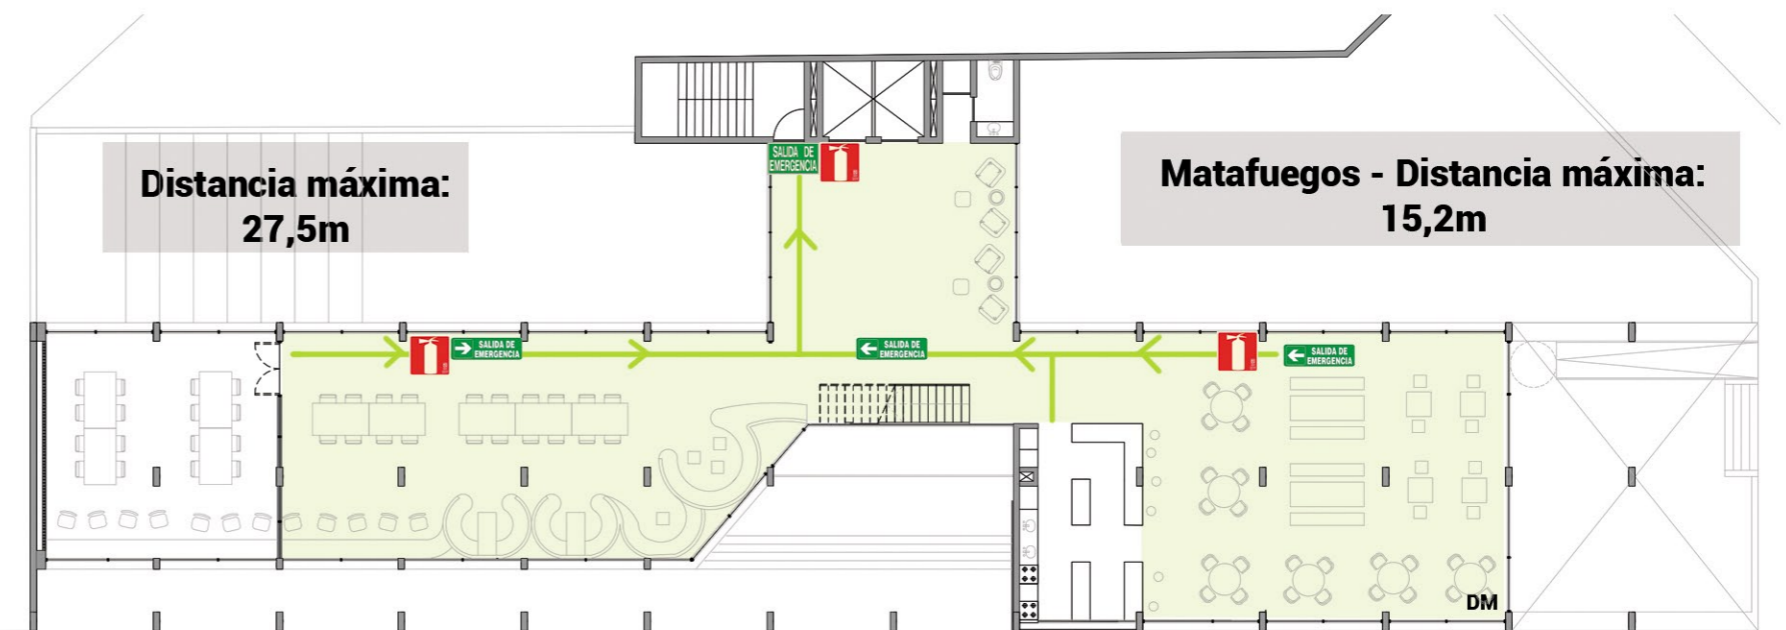 SALIDA DE
EMERGENCIA
Distancia máxima:
27,5m
Matafuegos - Distancia máxima:
15,2m
SALIDA DE
EMERGENCIA
SALIDA DE
EMERGENCIA
SALIDA DE
EMERGENCIA
DM